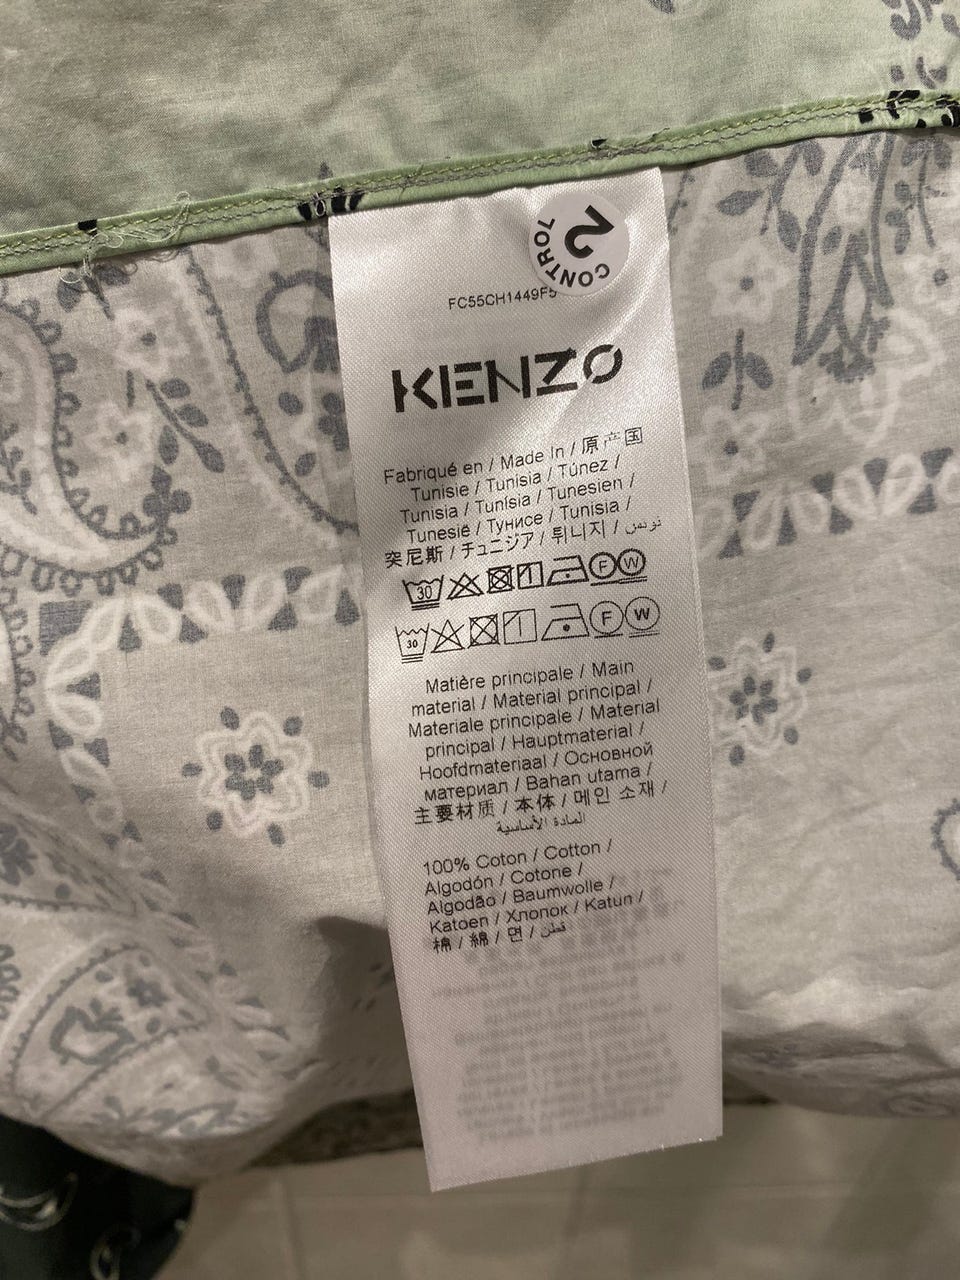 CONTROL 2
FC55CH1449F5
KENZO
Fabriqué en / Made In / 原产国
Tunisie / Tunisia / Túnez /
Tunisia / Tunísia / Tunesien /
Tunesië / Тунисе / Tunisia /
突尼斯 / チュニジア / 튀니지 / تونس
30 F W
30 F W
Matière principale / Main
material / Material principal /
Materiale principale / Material
principal / Hauptmaterial /
Hoofdmateriaal / Основной
материал / Bahan utama /
主要材质 / 本体 / 메인 소재 /
المادة الأساسية
100% Coton / Cotton /
Algodón / Cotone /
Algodão / Baumwolle /
Katoen / Хлопок / Katun /
棉 / 綿 / 면 / قطن